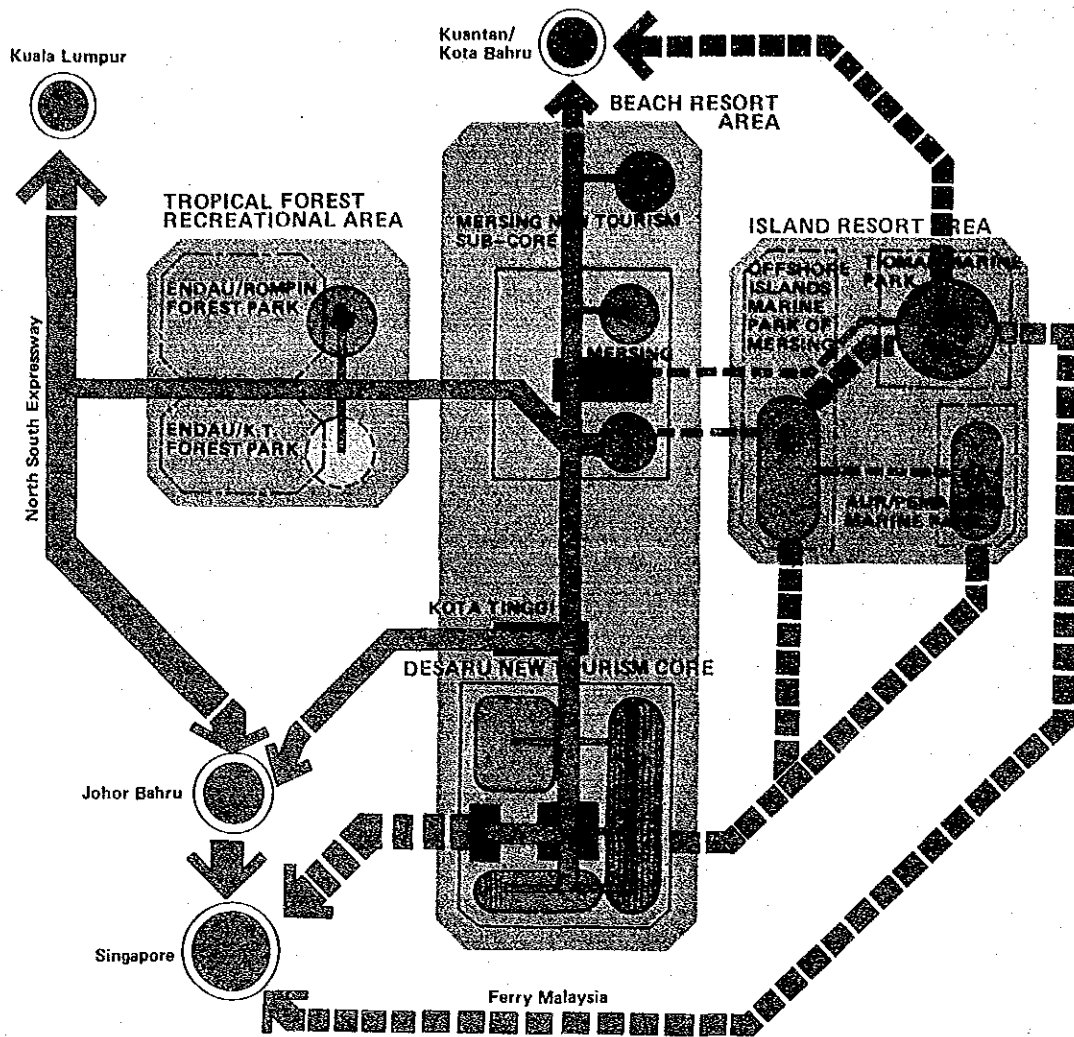 Kuantan/
Kota Bahru
Kuala Lumpur
BEACH RESORT
AREA
TROPICAL FOREST
RECREATIONAL AREA
MERSING NEW TOURISM
SUB-CORE
ISLAND RESORT AREA
ENDAU/ROMPIN
FOREST PARK
OFFSHORE
ISLANDS
MARINE
PARK OF
MERSING
TIOMAN MARINE
PARK
MERSING
North South Expressway
ENDAU/K.T.
FOREST PARK
MARINE
KOTA TINGGI
DESARU NEW TOURISM CORE
Johor Bahru
Singapore
Ferry Malaysia